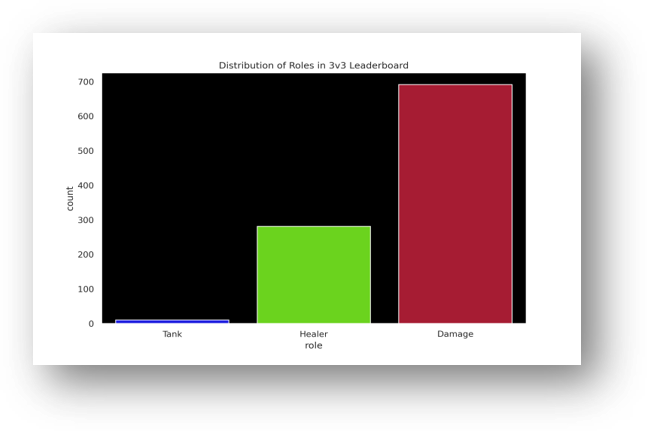 Distribution of Roles in 3v3 Leaderboard
700
600
500
400
300
200
100
0
count
Tank Healer Damage
role